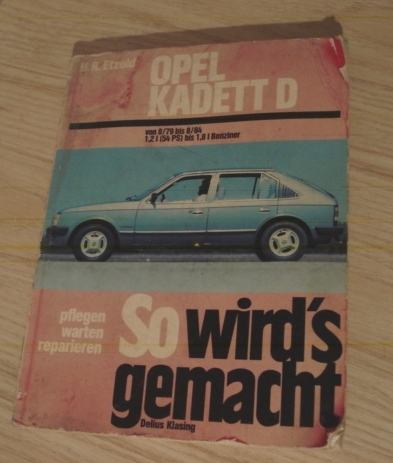 H. R. Etzold
OPEL
KADETT D
von 8/79 bis 8/84
1,2 l (54 PS) bis 1,8 l Benziner
pflegen
warten
reparieren
So wird's
gemacht
Delius Klasing